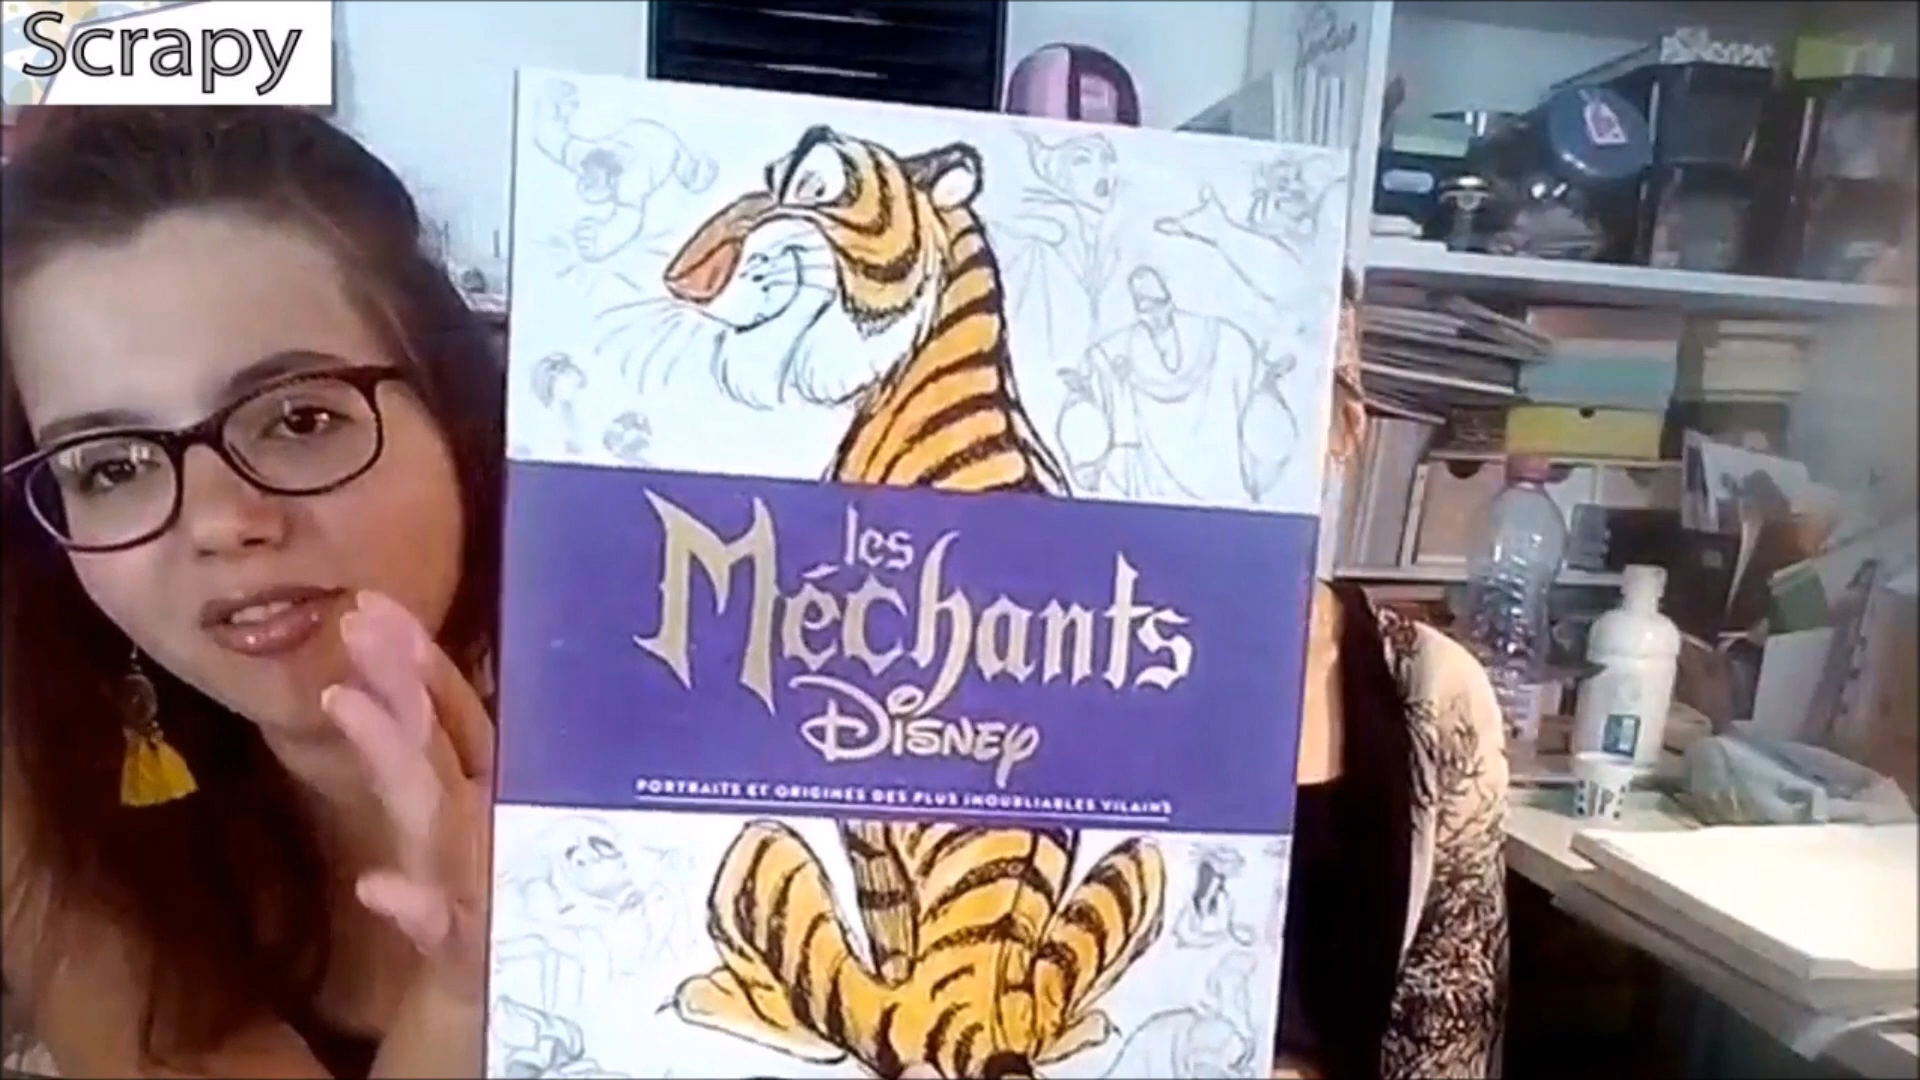 Scrapy
les
Méchants
Disney
PORTRAITS ET ORIGINES DES PLUS INOUBLIABLES VILAINS